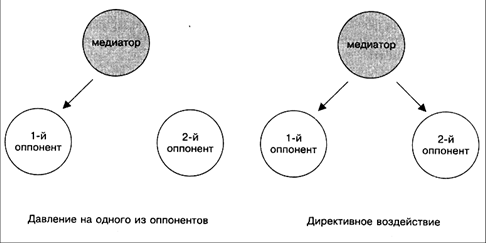 медиатор
медиатор
1-й
оппонент
2-й
оппонент
1-й
оппонент
2-й
оппонент
Давление на одного из оппонентов
Директивное воздействие